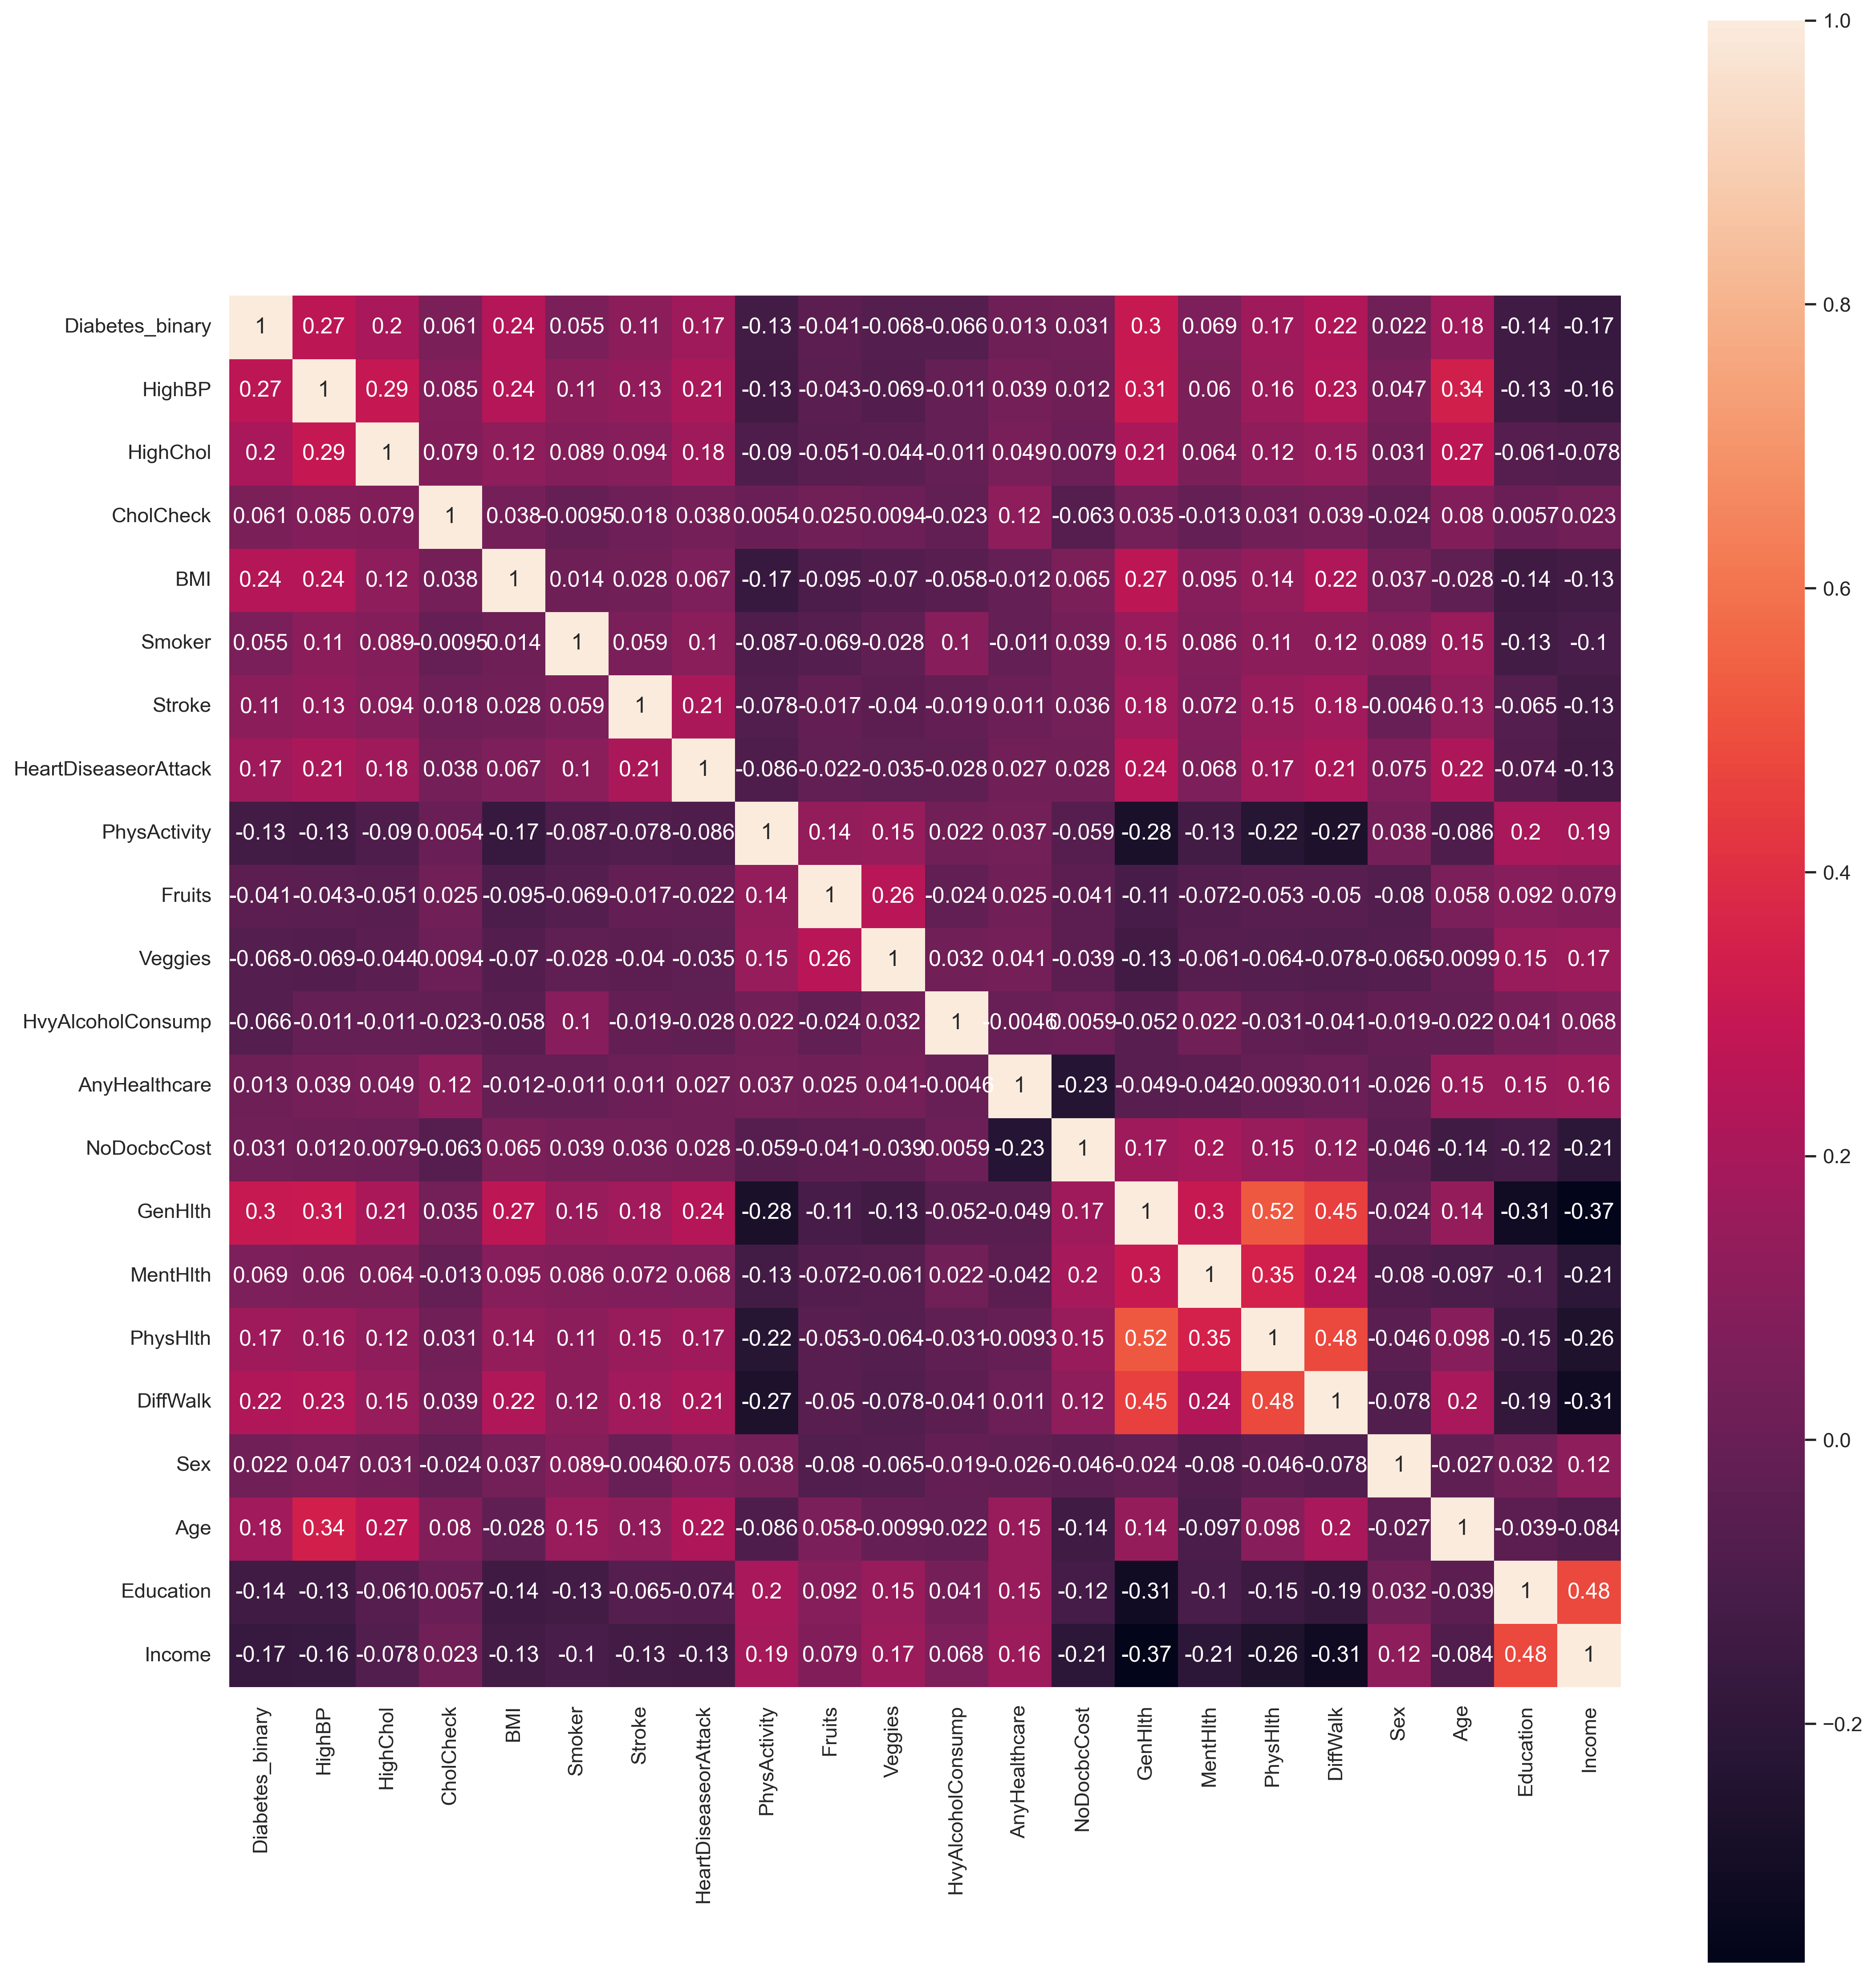 1.0
0.8
Diabetes_binary 1 0.27 0.2 0.061 0.24 0.055 0.11 0.17 -0.13 -0.041 -0.068 -0.066 0.013 0.031 0.3 0.069 0.17 0.22 0.022 0.18 -0.14 -0.17
HighBP 0.27 1 0.29 0.085 0.24 0.11 0.13 0.21 -0.13 -0.043 -0.069 -0.011 0.039 0.012 0.31 0.06 0.16 0.23 0.047 0.34 -0.13 -0.16
HighChol 0.2 0.29 1 0.079 0.12 0.089 0.094 0.18 -0.09 -0.051 -0.044 -0.011 0.049 0.0079 0.21 0.064 0.12 0.15 0.031 0.27 -0.061 -0.078
CholCheck 0.061 0.085 0.079 1 0.038 -0.0095 0.018 0.038 0.0054 0.025 0.0094 -0.023 0.12 -0.063 0.035 -0.013 0.031 0.039 -0.024 0.08 0.0057 0.023
BMI 0.24 0.24 0.12 0.038 1 0.014 0.028 0.067 -0.17 -0.095 -0.07 -0.058 -0.012 0.065 0.27 0.095 0.14 0.22 0.037 -0.028 -0.14 -0.13
0.6
Smoker 0.055 0.11 0.089 -0.0095 0.014 1 0.059 0.1 -0.087 -0.069 -0.028 0.1 -0.011 0.039 0.15 0.086 0.11 0.12 0.089 0.15 -0.13 -0.1
Stroke 0.11 0.13 0.094 0.018 0.028 0.059 1 0.21 -0.078 -0.017 -0.04 -0.019 0.011 0.036 0.18 0.072 0.15 0.18 -0.0046 0.13 -0.065 -0.13
HeartDiseaseorAttack 0.17 0.21 0.18 0.038 0.067 0.1 0.21 1 -0.086 -0.022 -0.035 -0.028 0.027 0.028 0.24 0.068 0.17 0.21 0.075 0.22 -0.074 -0.13
PhysActivity -0.13 -0.13 -0.09 0.0054 -0.17 -0.087 -0.078 -0.086 1 0.14 0.15 0.022 0.037 -0.059 -0.28 -0.13 -0.22 -0.27 0.038 -0.086 0.2 0.19
0.4
Fruits -0.041 -0.043 -0.051 0.025 -0.095 -0.069 -0.017 -0.022 0.14 1 0.26 -0.024 0.025 -0.041 -0.11 -0.072 -0.053 -0.05 -0.08 0.058 0.092 0.079
Veggies -0.068 -0.069 -0.044 0.0094 -0.07 -0.028 -0.04 -0.035 0.15 0.26 1 0.032 0.041 -0.039 -0.13 -0.061 -0.064 -0.078 -0.065 -0.0099 0.15 0.17
HvyAlcoholConsump -0.066 -0.011 -0.011 -0.023 -0.058 0.1 -0.019 -0.028 0.022 -0.024 0.032 1 -0.0046 0.0059 -0.052 0.022 -0.031 -0.041 -0.019 -0.022 0.041 0.068
AnyHealthcare 0.013 0.039 0.049 0.12 -0.012 -0.011 0.011 0.027 0.037 0.025 0.041 -0.0046 1 -0.23 -0.049 -0.042 -0.0093 0.011 -0.026 0.15 0.15 0.16
NoDocbcCost 0.031 0.012 0.0079 -0.063 0.065 0.039 0.036 0.028 -0.059 -0.041 -0.039 0.0059 -0.23 1 0.17 0.2 0.15 0.12 -0.046 -0.14 -0.12 -0.21
0.2
GenHlth 0.3 0.31 0.21 0.035 0.27 0.15 0.18 0.24 -0.28 -0.11 -0.13 -0.052 -0.049 0.17 1 0.3 0.52 0.45 -0.024 0.14 -0.31 -0.37
MentHlth 0.069 0.06 0.064 -0.013 0.095 0.086 0.072 0.068 -0.13 -0.072 -0.061 0.022 -0.042 0.2 0.3 1 0.35 0.24 -0.08 -0.097 -0.1 -0.21
PhysHlth 0.17 0.16 0.12 0.031 0.14 0.11 0.15 0.17 -0.22 -0.053 -0.064 -0.031 -0.0093 0.15 0.52 0.35 1 0.48 -0.046 0.098 -0.15 -0.26
DiffWalk 0.22 0.23 0.15 0.039 0.22 0.12 0.18 0.21 -0.27 -0.05 -0.078 -0.041 0.011 0.12 0.45 0.24 0.48 1 -0.078 0.2 -0.19 -0.31
0.0
Sex 0.022 0.047 0.031 -0.024 0.037 0.089 -0.0046 0.075 0.038 -0.08 -0.065 -0.019 -0.026 -0.046 -0.024 -0.08 -0.046 -0.078 1 -0.027 0.032 0.12
Age 0.18 0.34 0.27 0.08 -0.028 0.15 0.13 0.22 -0.086 0.058 -0.0099 -0.022 0.15 -0.14 0.14 -0.097 0.098 0.2 -0.027 1 -0.039 -0.084
Education -0.14 -0.13 -0.061 0.0057 -0.14 -0.13 -0.065 -0.074 0.2 0.092 0.15 0.041 0.15 -0.12 -0.31 -0.1 -0.15 -0.19 0.032 -0.039 1 0.48
Income -0.17 -0.16 -0.078 0.023 -0.13 -0.1 -0.13 -0.13 0.19 0.079 0.17 0.068 0.16 -0.21 -0.37 -0.21 -0.26 -0.31 0.12 -0.084 0.48 1
−0.2
Diabetes_binary
HighBP
HighChol
CholCheck
BMI
Smoker
Stroke
HeartDiseaseorAttack
PhysActivity
Fruits
Veggies
HvyAlcoholConsump
AnyHealthcare
NoDocbcCost
GenHlth
MentHlth
PhysHlth
DiffWalk
Sex
Age
Education
Income